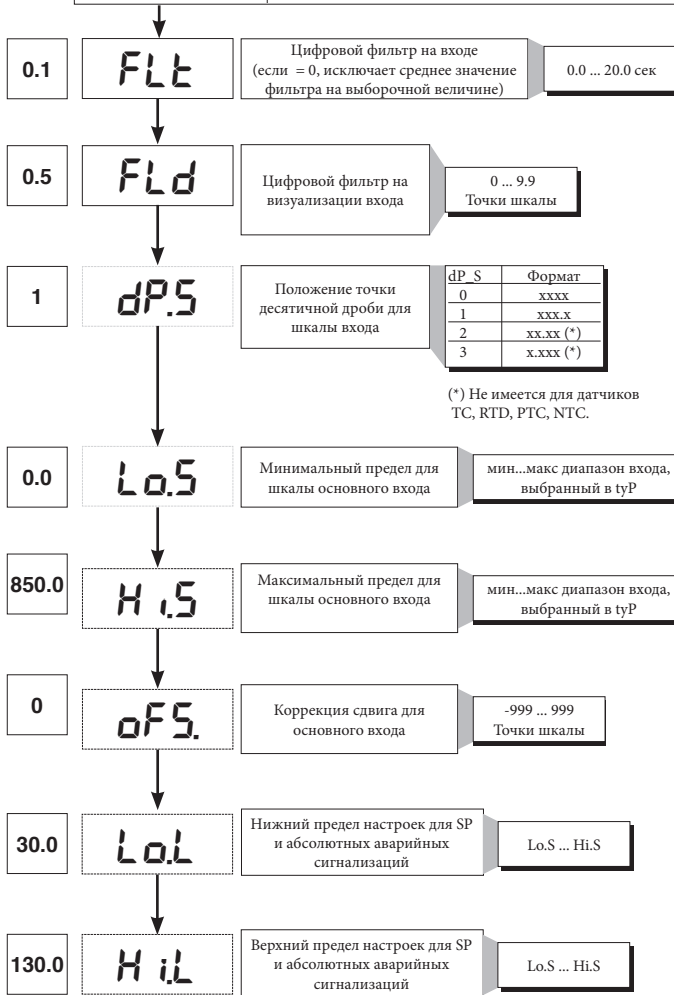 0.1
FLt
Цифровой фильтр на входе
(если = 0, исключает среднее значение
фильтра на выборочной величине)
0.0 ... 20.0 сек
0.5
FLd
Цифровой фильтр на
визуализации входа
0 ... 9.9
Точки шкалы
1
dP.S
Положение точки
десятичной дроби для
шкалы входа
dP_S Формат
0 xxxx
1 xxx.x
2 xx.xx (*)
3 x.xxx (*)
(*) Не имеется для датчиков
TC, RTD, PTC, NTC.
0.0
Lo.S
Минимальный предел для
шкалы основного входа
мин...макс диапазон входа,
выбранный в tyP
850.0
Hi.S
Максимальный предел для
шкалы основного входа
мин...макс диапазон входа,
выбранный в tyP
0
oFS.
Коррекция сдвига для
основного входа
-999 ... 999
Точки шкалы
30.0
Lo.L
Нижний предел настроек для SP
и абсолютных аварийных
сигнализаций
Lo.S ... Hi.S
130.0
Hi.L
Верхний предел настроек для SP
и абсолютных аварийных
сигнализаций
Lo.S ... Hi.S